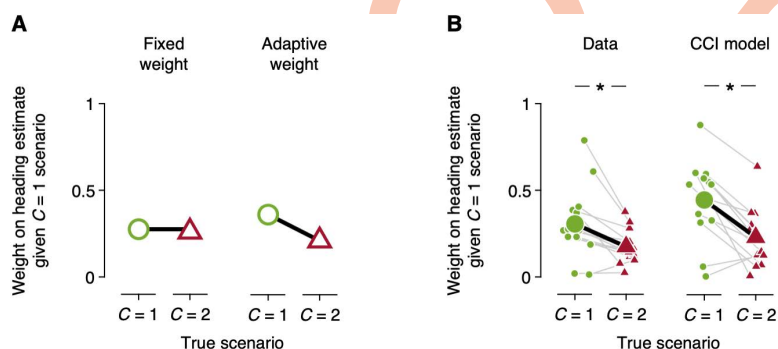 A
Fixed
weight
Adaptive
weight
Weight on heading estimate
given C = 1 scenario
1
0.5
0
C = 1
C = 2
C = 1
C = 2
True scenario
B
Data
CCI model
*
*
Weight on heading estimate
given C = 1 scenario
1
0.5
0
C = 1
C = 2
C = 1
C = 2
True scenario